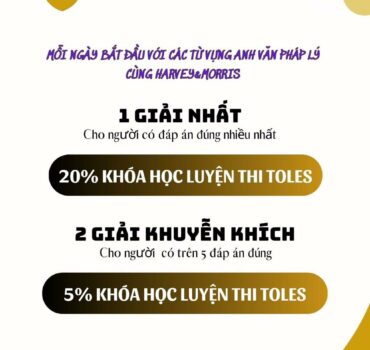 MỖI NGÀY BẮT ĐẦU VỚI CÁC TỪ VỰNG ANH VĂN PHÁP LÝ
CÙNG HARVEY&MORRIS
1 GIẢI NHẤT
Cho người có đáp án đúng nhiều nhất
20% KHÓA HỌC LUYỆN THI TOLES
2 GIẢI KHUYỄN KHÍCH
Cho người có trên 5 đáp án đúng
5% KHÓA HỌC LUYỆN THI TOLES